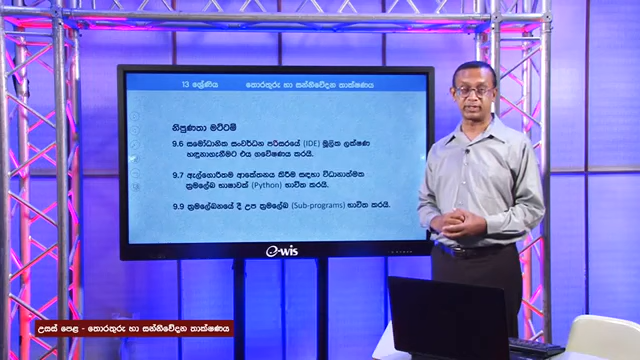 13 ශ්‍රේණිය තොරතුරු හා සන්නිවේදන තාක්ෂණය
නිපුණතා මට්ටම්
9.6 සමෝධානිත සංවර්ධන පරිසරයේ (IDE) මූලික ලක්ෂණ
හඳුනාගැනීමට එය ගවේෂණය කරයි.
9.7 ඇල්ගොරිතම ආකේතනය කිරීම සඳහා විධානාත්මක
ක්‍රමලේඛ භාෂාවක් (Python) භාවිත කරයි.
9.9 ක්‍රමලේඛනයේ දී උප ක්‍රමලේඛ (Sub-programs) භාවිත කරයි.
e-wis
උසස් පෙළ - තොරතුරු හා සන්නිවේදන තාක්ෂණය